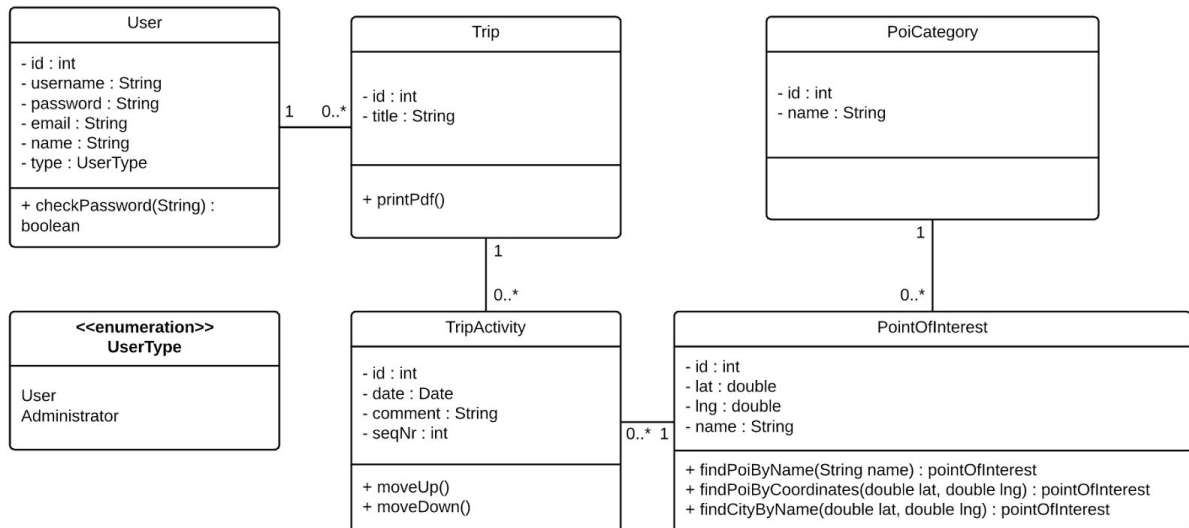 User
- id : int
- username : String
- password : String
- email : String
- name : String
- type : UserType
+ checkPassword(String) :
boolean
1
0..*
Trip
- id : int
- title : String
+ printPdf()
1
0..*
PoiCategory
- id : int
- name : String
1
0..*
<<enumeration>>
UserType
User
Administrator
TripActivity
- id : int
- date : Date
- comment : String
- seqNr : int
+ moveUp()
+ moveDown()
0..*
1
PointOfInterest
- id : int
- lat : double
- lng : double
- name : String
+ findPoiByName(String name) : pointOfInterest
+ findPoiByCoordinates(double lat, double lng) : pointOfInterest
+ findCityByName(double lat, double lng) : pointOfInterest